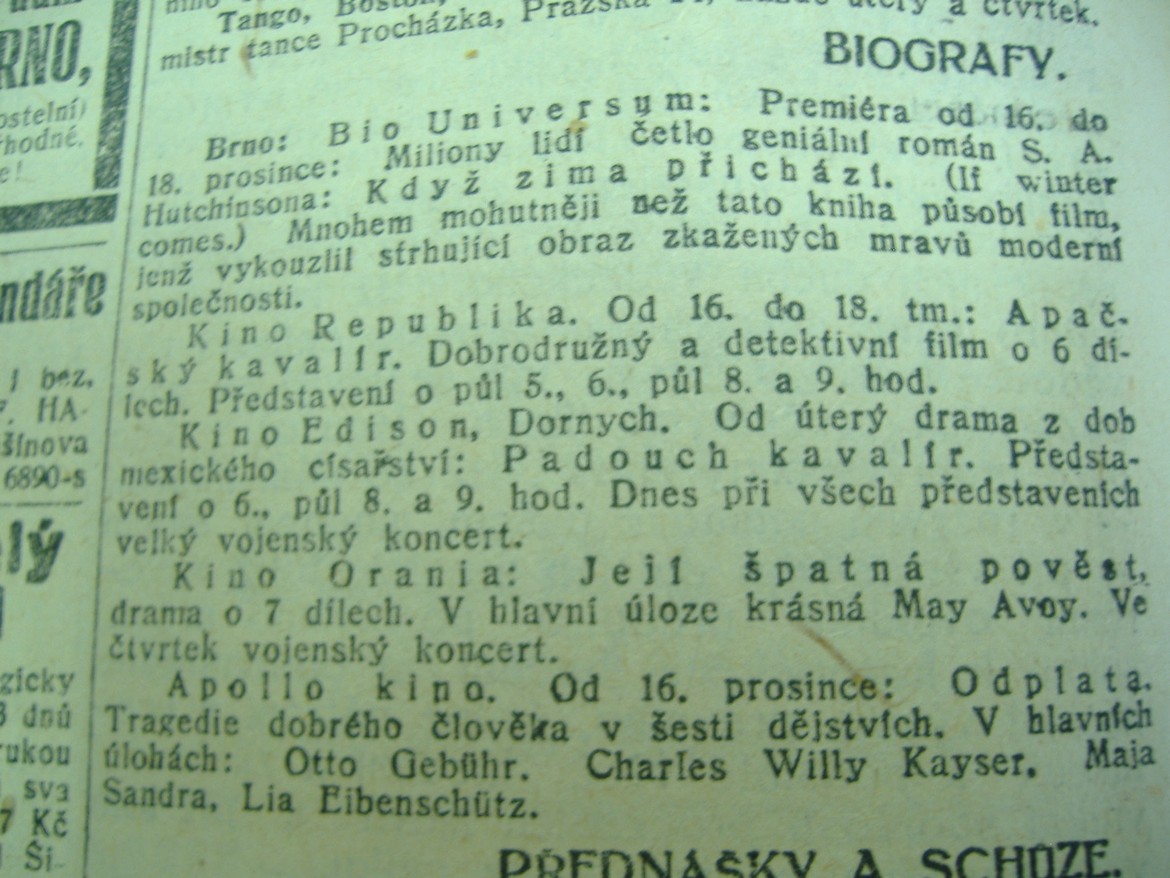 Tango, Boston,
mistr tance Procházka, Pražská úterý a čtvrtek.
BIOGRAFY.
Brno: Bio Universum: Premiéra od 16. do
18. prosince: Miliony lidí četlo geniální román S. A.
Hutchinsona: Když zima přichází. (If winter
comes.) Mnohem mohutněji než tato kniha působí film,
jenž vykouzlil strhující obraz zkažených mravů moderní
společnosti.
Kino Republika. Od 16. do 18. tm.: Apač-
ský kavalír. Dobrodružný a detektivní film o 6 dí-
lech. Představení o půl 5., 6., půl 8. a 9. hod.
Kino Edison, Dornych. Od úterý drama z dob
mexického císařství: Padouch kavalír. Předsta-
vení o 6., půl 8. a 9. hod. Dnes při všech představeních
velký vojenský koncert.
Kino Orania: Její špatná pověst,
drama o 7 dílech. V hlavní úloze krásná May Avoy. Ve
čtvrtek vojenský koncert.
Apollo kino. Od 16. prosince: Odplata.
Tragedie dobrého člověka v šesti dějstvích. V hlavních
úlohách: Otto Gebühr. Charles Willy Kayser, Maja
Sandra, Lia Eibenschütz.
PŘEDNÁŠKY A SCHŮZE.
RNO,
ostelní)
hodné.
e!
ndáře
bez.
HA-
šínova
6890-s
lý
gicky
3 dnů
rukou
sva
7 Kč
Ši-